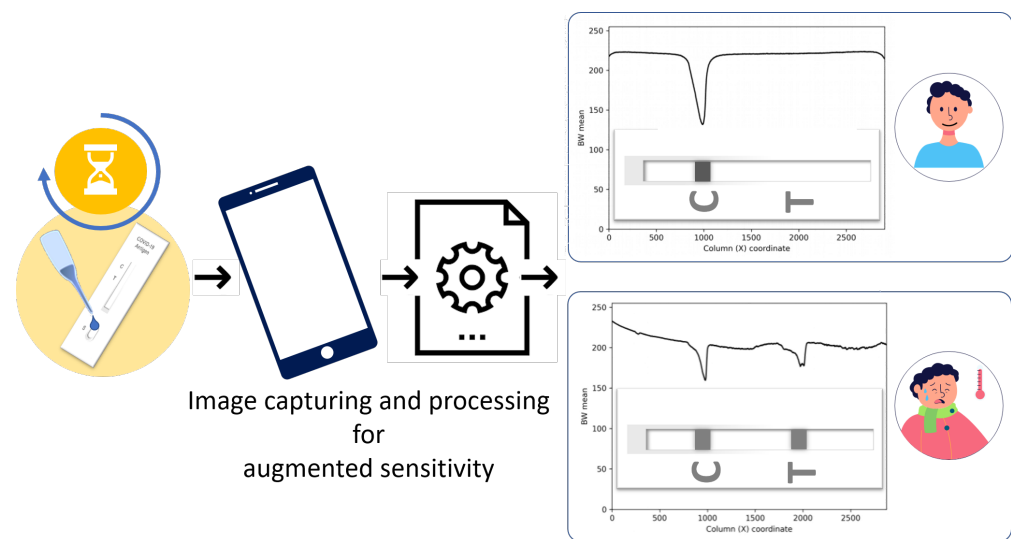 COVID-19
Antigen
C
T
S
...
Image capturing and processing
for
augmented sensitivity
BW mean
250
200
150
100
50
0
C
T
0 500 1000 1500 2000 2500
Column (X) coordinate
BW mean
250
200
150
100
50
0
C
T
0 500 1000 1500 2000 2500
Column (X) coordinate